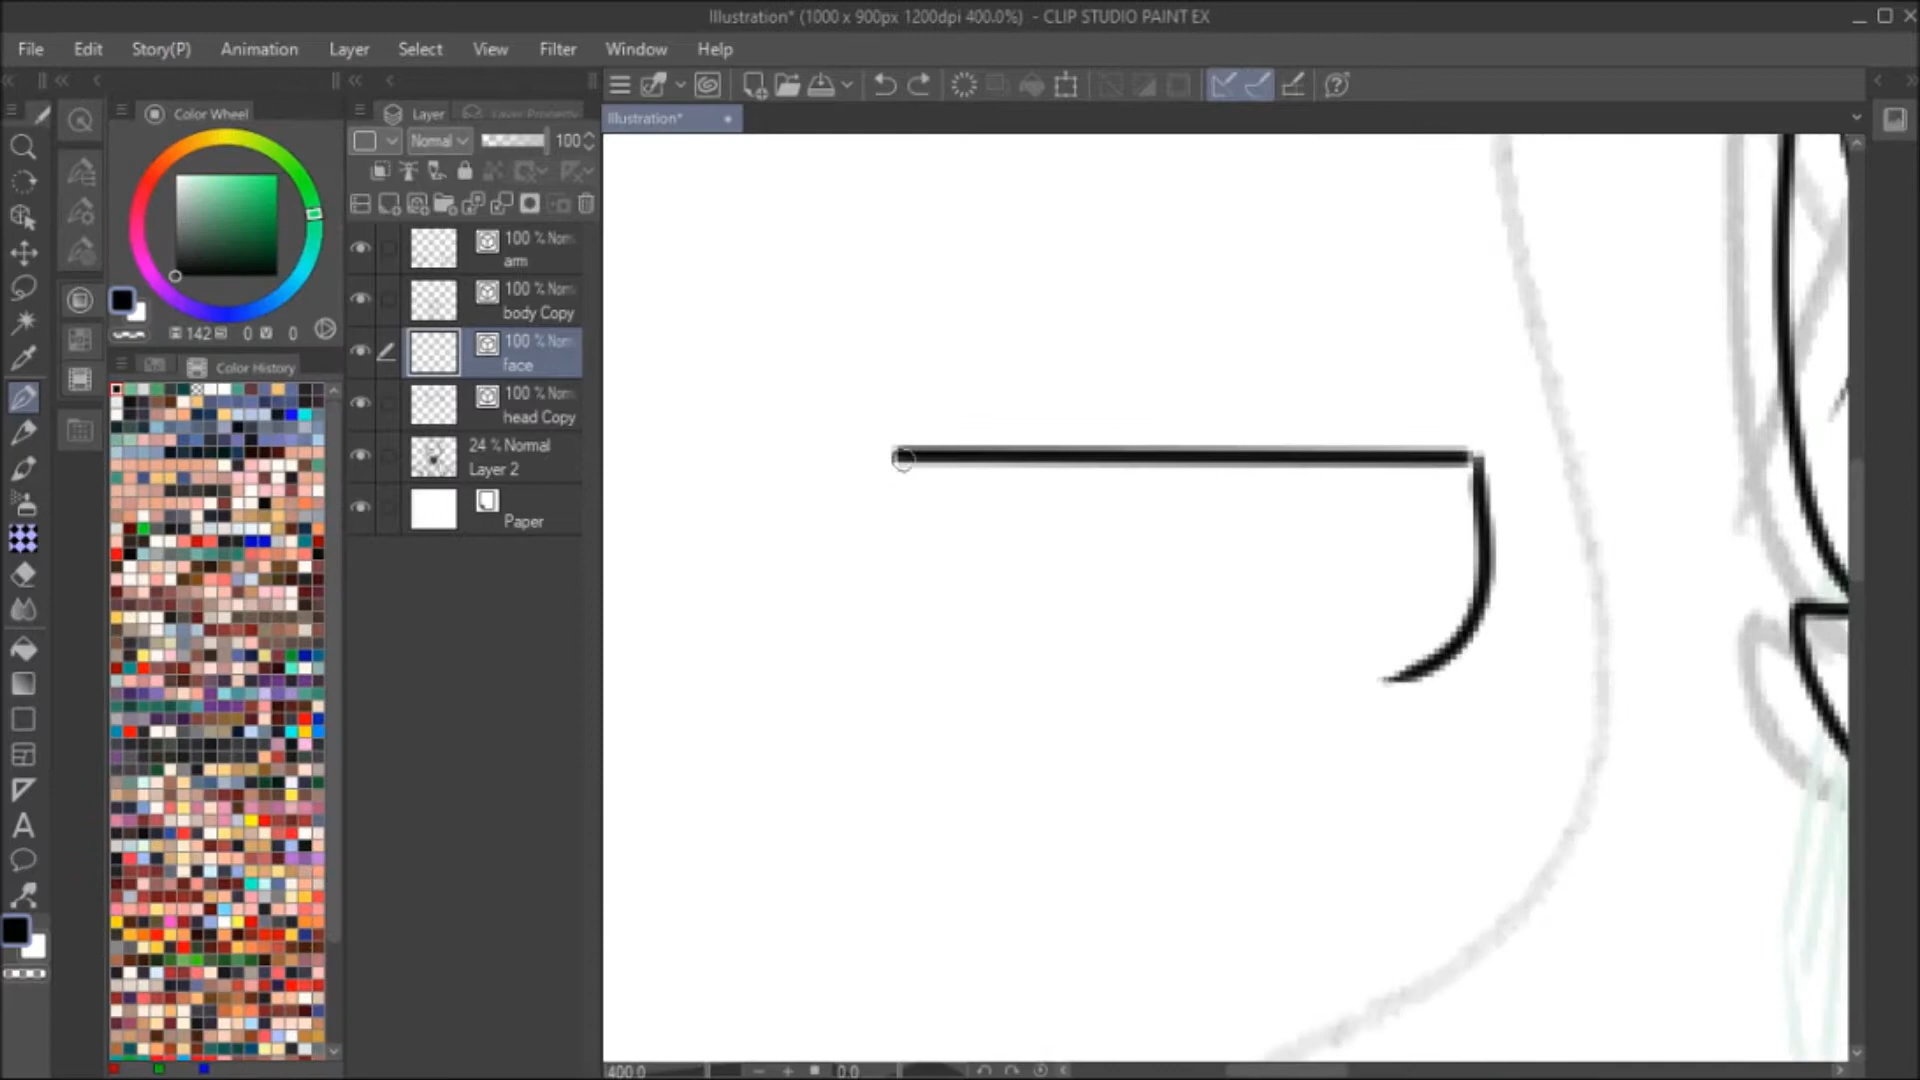 Illustration* (1000 x 900px 1200dpi 400.0%) - CLIP STUDIO PAINT EX
File Edit Story(P) Animation Layer Select View Filter Window Help
Color Wheel
Layer Layer Property
Illustration*
Normal 100
100 % Norm
arm
100 % Norm
body Copy
100 % Norm
face
100 % Norm
head Copy
24 % Normal
Layer 2
Paper
142 0 0
Color History
A
400.0 0.0